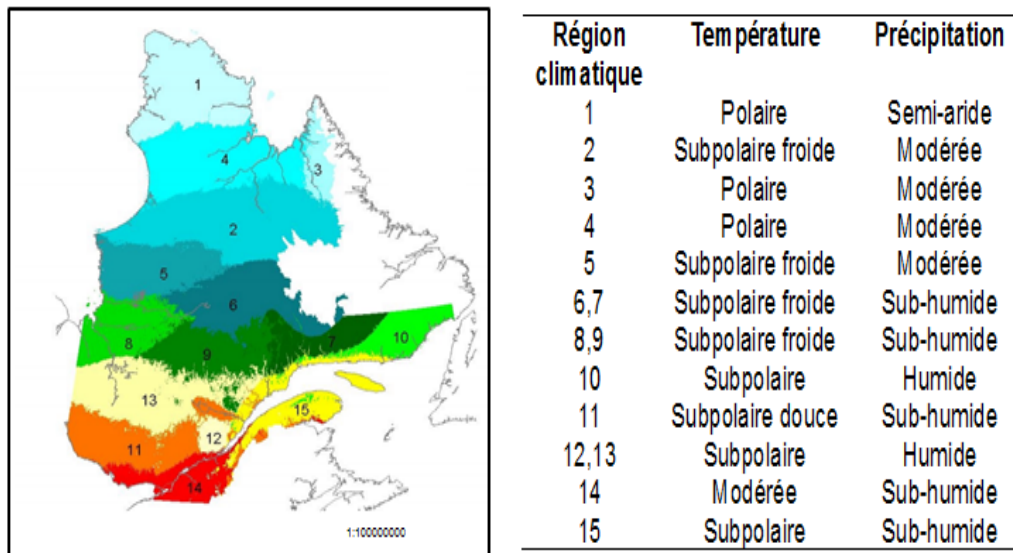 1
4
3
2
5
6
7
10
8
9
13
15
12
11
14
1:100000000
Région climatique Température Précipitation
1 Polaire Semi-aride
2 Subpolaire froide Modérée
3 Polaire Modérée
4 Polaire Modérée
5 Subpolaire froide Modérée
6,7 Subpolaire froide Sub-humide
8,9 Subpolaire froide Sub-humide
10 Subpolaire Humide
11 Subpolaire douce Sub-humide
12,13 Subpolaire Humide
14 Modérée Sub-humide
15 Subpolaire Sub-humide